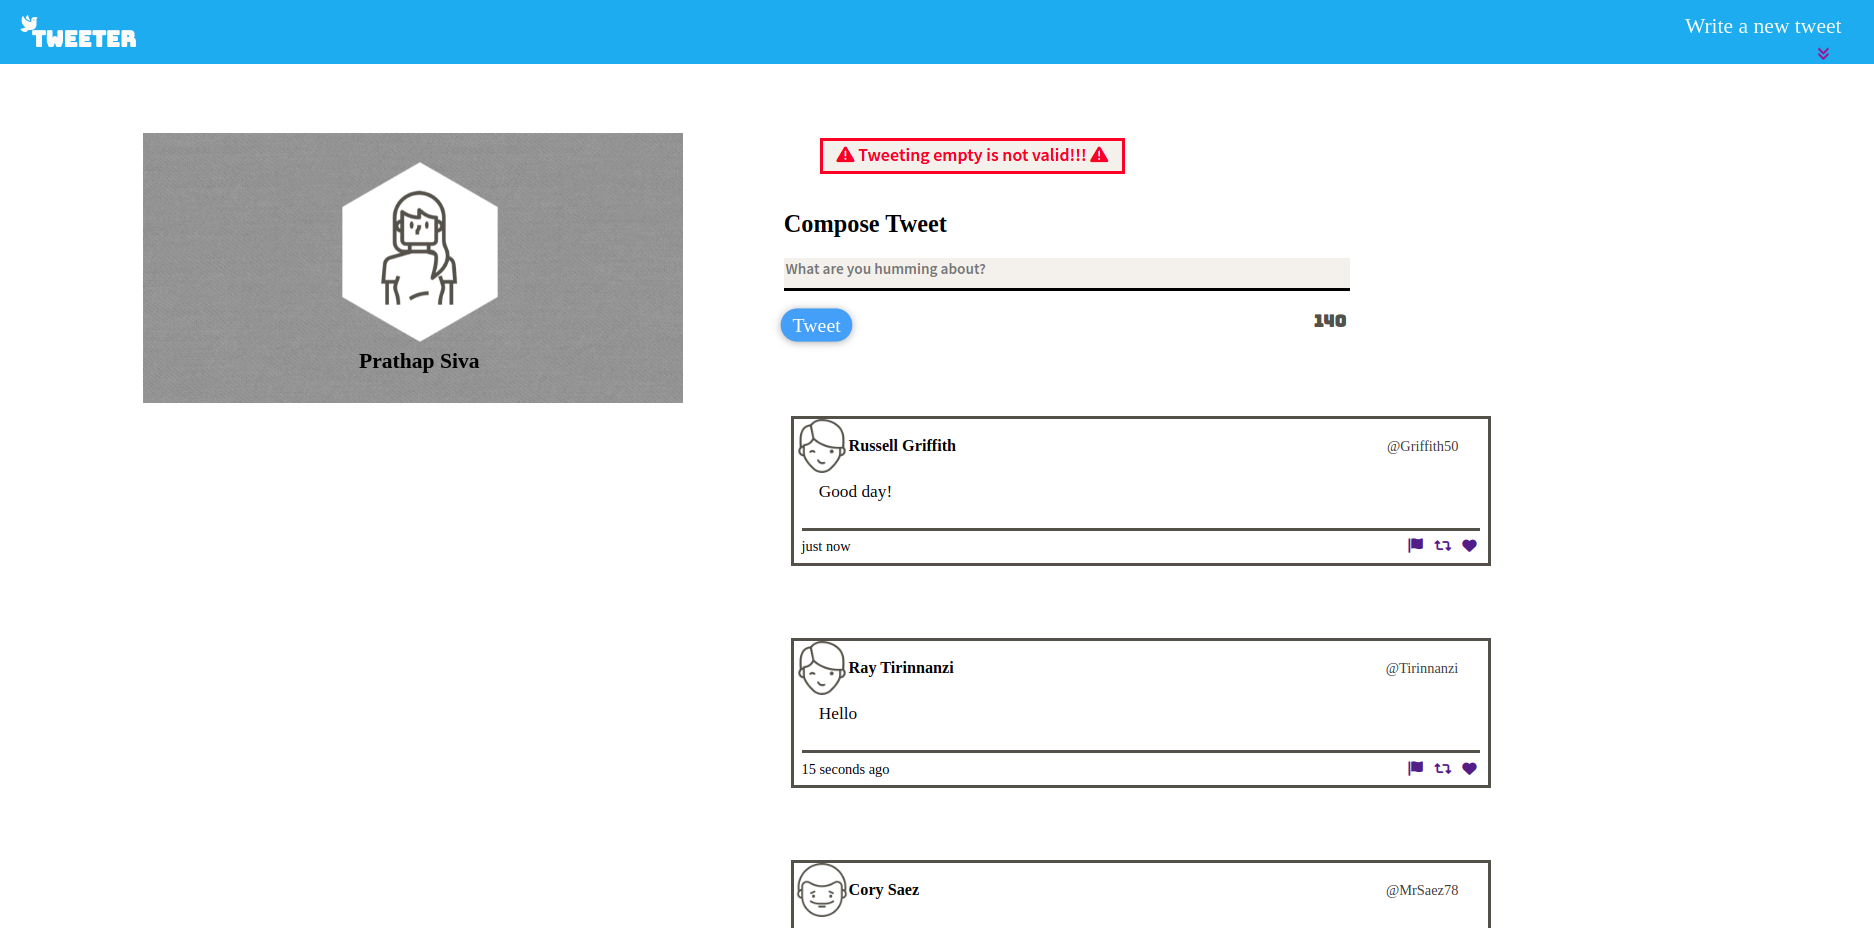 TWEETER
Write a new tweet
Prathap Siva
Tweeting empty is not valid!!!
Compose Tweet
What are you humming about?
Tweet
140
Russell Griffith
@Griffith50
Good day!
just now
Ray Tirinnanzi
@Tirinnanzi
Hello
15 seconds ago
Cory Saez
@MrSaez78